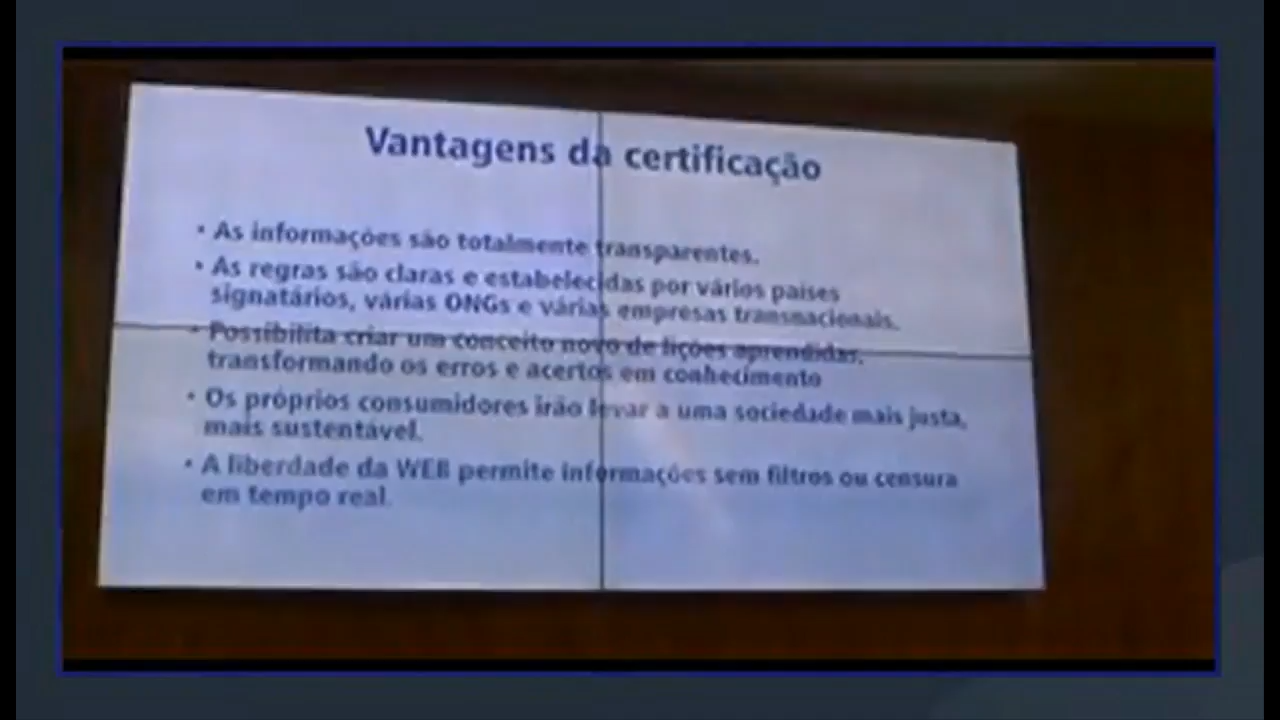 Vantagens da certificação
• As informações são totalmente transparentes.
• As regras são claras e estabelecidas por vários países
signatários, várias ONGs e várias empresas transnacionais.
• Possibilita criar um conceito novo de lições aprendidas,
transformando os erros e acertos em conhecimento
• Os próprios consumidores irão levar a uma sociedade mais justa,
mais sustentável.
• A liberdade da WEB permite informações sem filtros ou censura
em tempo real.